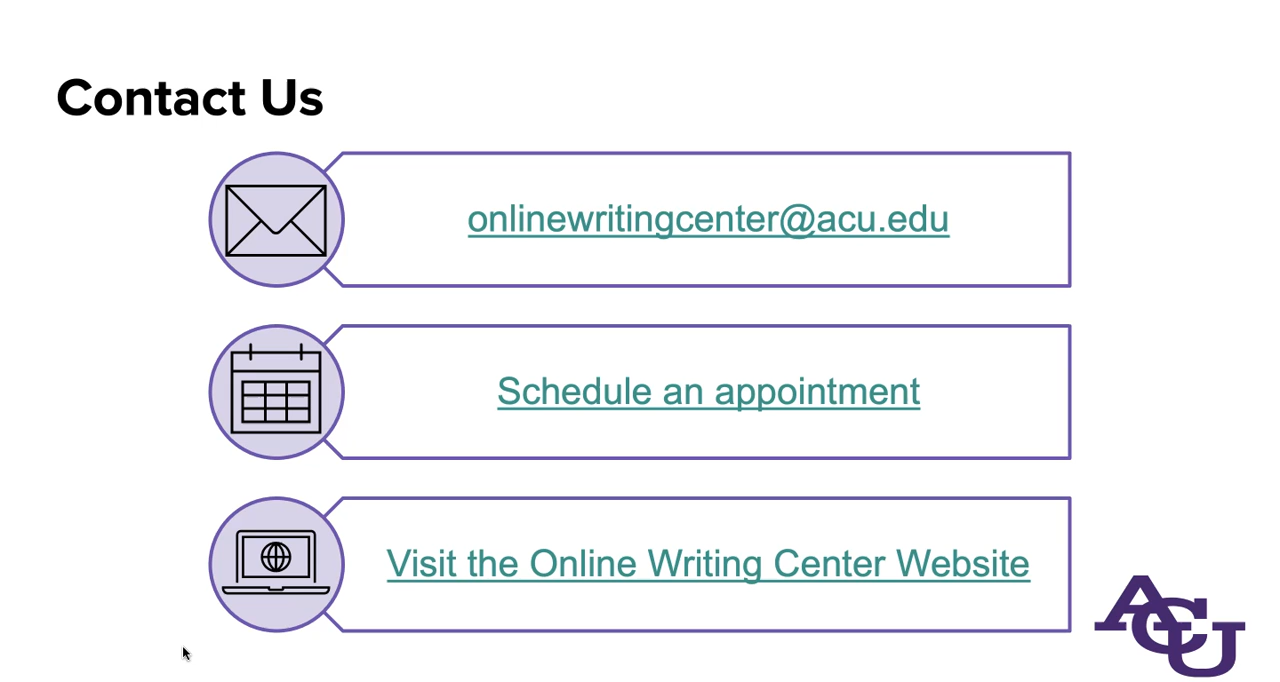 Contact Us
onlinewritingcenter@acu.edu
Schedule an appointment
Visit the Online Writing Center Website
ACU